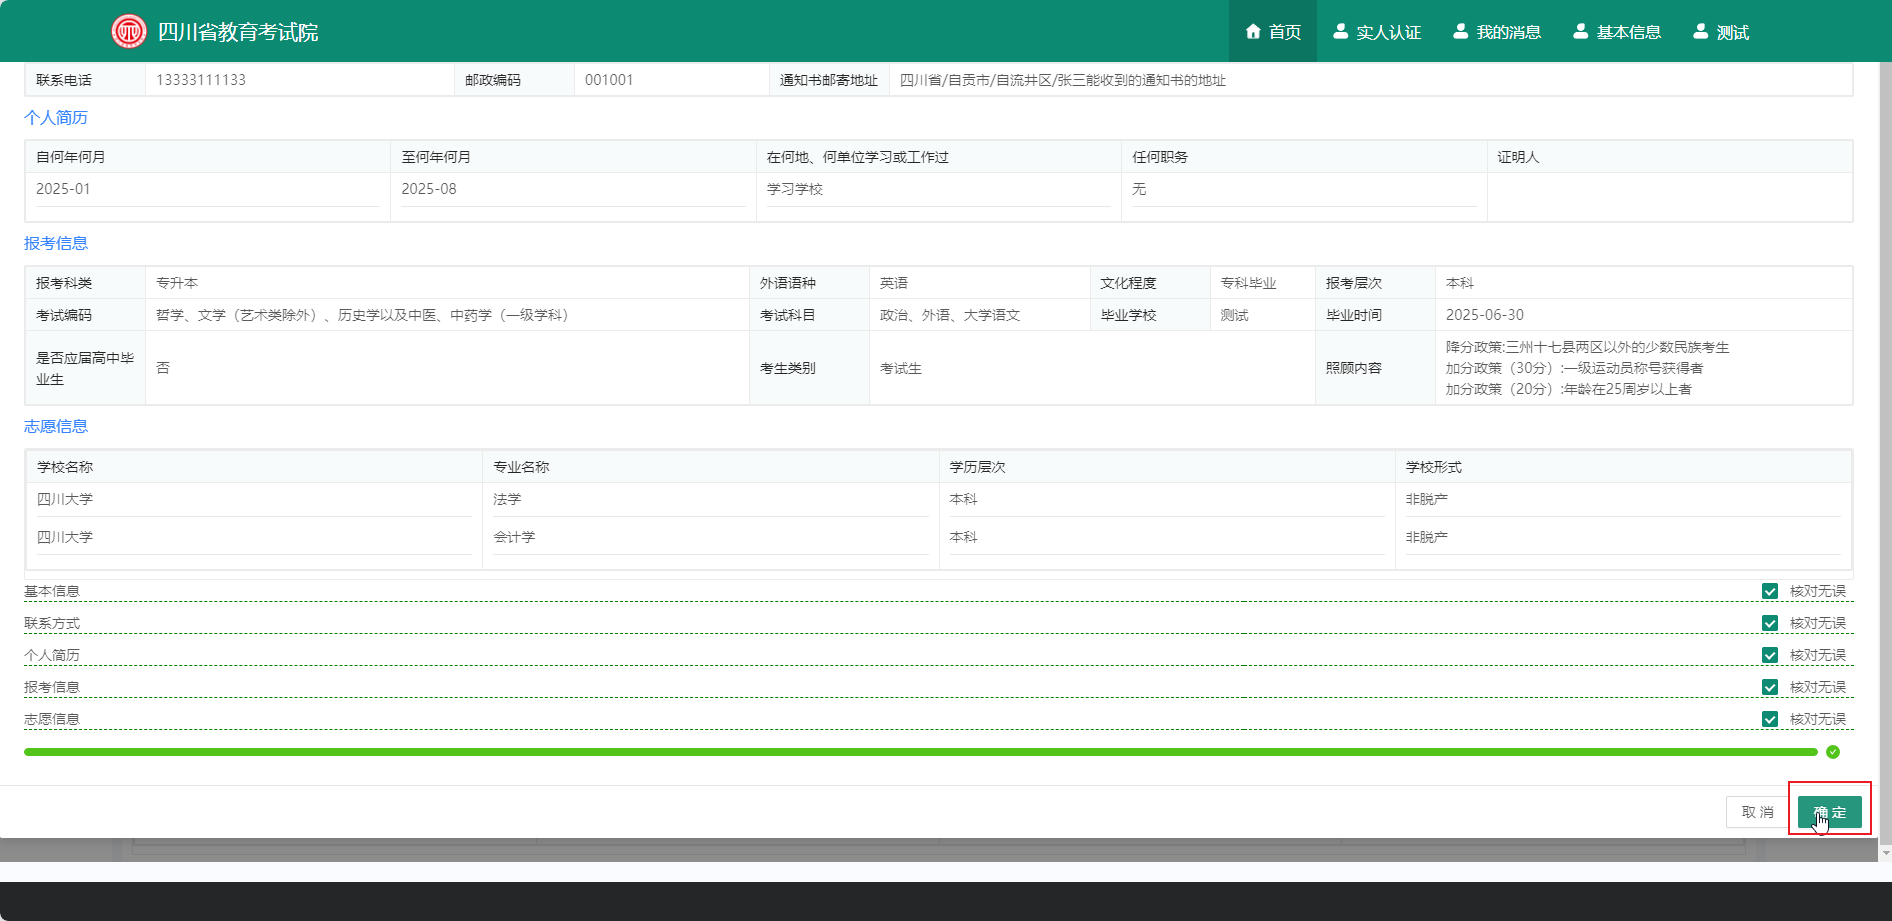 四川省教育考试院 首页 实人认证 我的消息 基本信息 测试
联系电话 13333111133 邮政编码 001001 通知书邮寄地址 四川省/自贡市/自流井区/张三能收到的通知书的地址
个人简历
自何年何月 至何年何月 在何地、何单位学习或工作过 任何职务 证明人
2025-01 2025-08 学习学校 无
报考信息
报考科类 专升本 外语语种 英语 文化程度 专科毕业 报考层次 本科
考试编码 哲学、文学（艺术类除外）、历史学以及中医、中药学（一级学科） 考试科目 政治、外语、大学语文 毕业学校 测试 毕业时间 2025-06-30
是否应届高中毕
业生
否 考生类别 考试生 照顾内容
降分政策:三州十七县两区以外的少数民族考生
加分政策（30分）:一级运动员称号获得者
加分政策（20分）:年龄在25周岁以上者
志愿信息
学校名称 专业名称 学历层次 学校形式
四川大学 法学 本科 非脱产
四川大学 会计学 本科 非脱产
基本信息 核对无误
联系方式 核对无误
个人简历 核对无误
报考信息 核对无误
志愿信息 核对无误
取 消 确 定